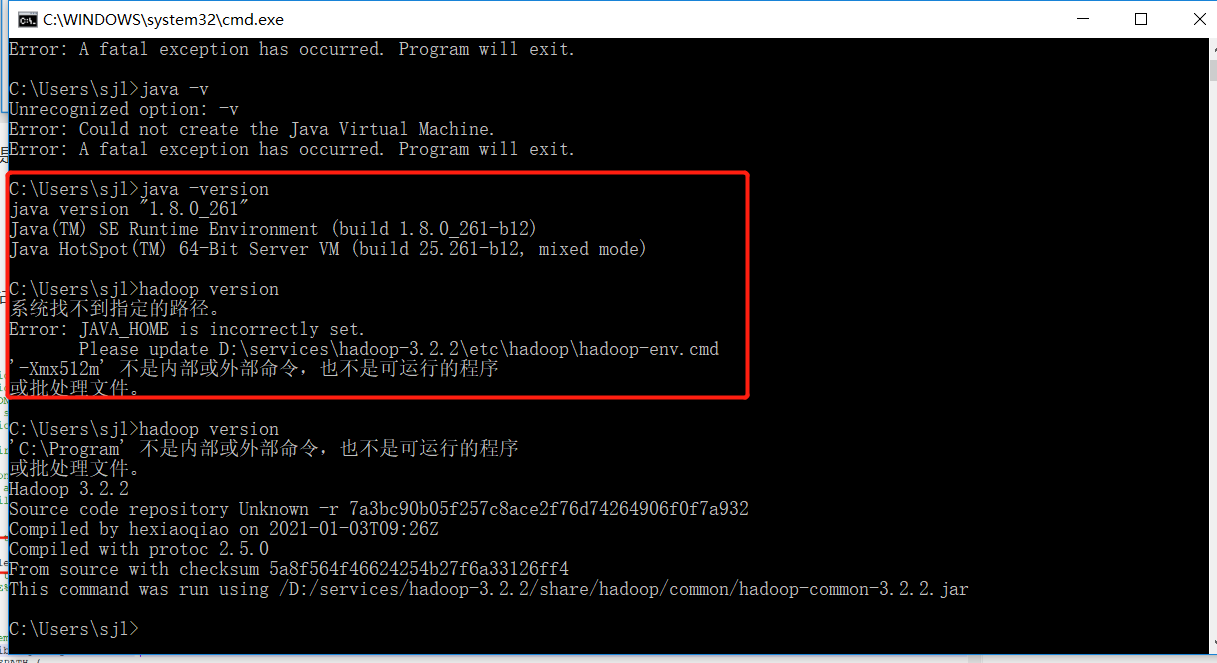 C:\WINDOWS\system32\cmd.exe
Error: A fatal exception has occurred. Program will exit.
C:\Users\sjl>java -v
Unrecognized option: -v
Error: Could not create the Java Virtual Machine.
Error: A fatal exception has occurred. Program will exit.
C:\Users\sjl>java -version
java version "1.8.0_261"
Java(TM) SE Runtime Environment (build 1.8.0_261-b12)
Java HotSpot(TM) 64-Bit Server VM (build 25.261-b12, mixed mode)
C:\Users\sjl>hadoop version
系统找不到指定的路径。
Error: JAVA_HOME is incorrectly set.
Please update D:\services\hadoop-3.2.2\etc\hadoop\hadoop-env.cmd
'-Xmx512m' 不是内部或外部命令，也不是可运行的程序
或批处理文件。
C:\Users\sjl>hadoop version
'C:\Program' 不是内部或外部命令，也不是可运行的程序
或批处理文件。
Hadoop 3.2.2
Source code repository Unknown -r 7a3bc90b05f257c8ace2f76d74264906f0f7a932
Compiled by hexiaoqiao on 2021-01-03T09:26Z
Compiled with protoc 2.5.0
From source with checksum 5a8f564f46624254b27f6a33126ff4
This command was run using /D:/services/hadoop-3.2.2/share/hadoop/common/hadoop-common-3.2.2.jar
C:\Users\sjl>